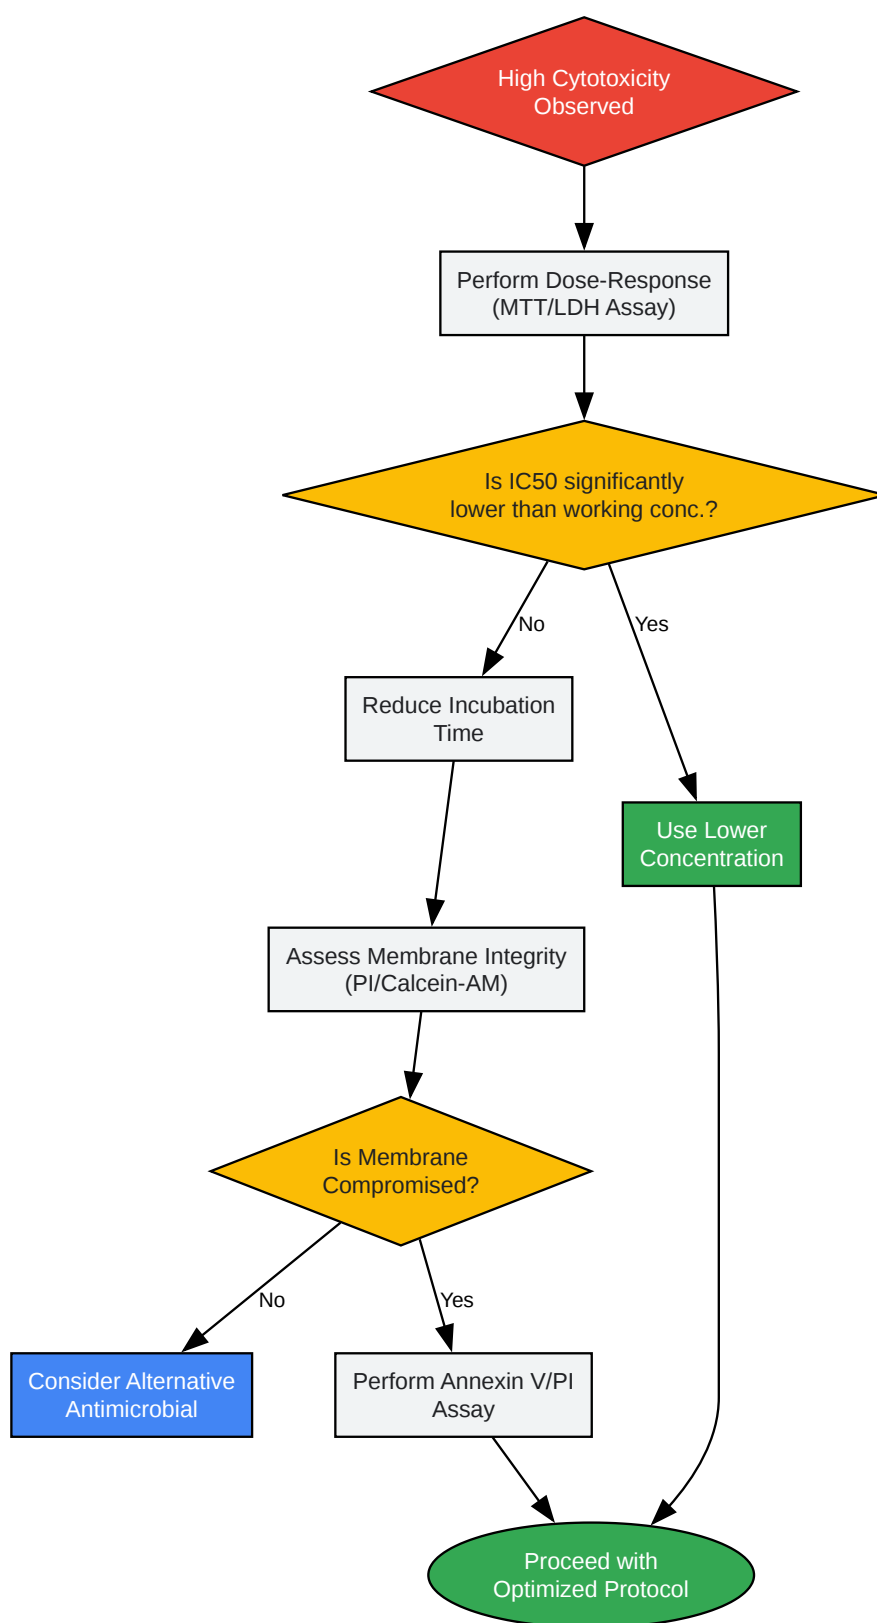 High Cytotoxicity
Observed
Perform Dose-Response
(MTT/LDH Assay)
Is IC50 significantly
lower than working conc.?
No
Yes
Reduce Incubation
Time
Use Lower
Concentration
Assess Membrane Integrity
(PI/Calcein-AM)
Is Membrane
Compromised?
No
Yes
Consider Alternative
Antimicrobial
Perform Annexin V/PI
Assay
Proceed with
Optimized Protocol